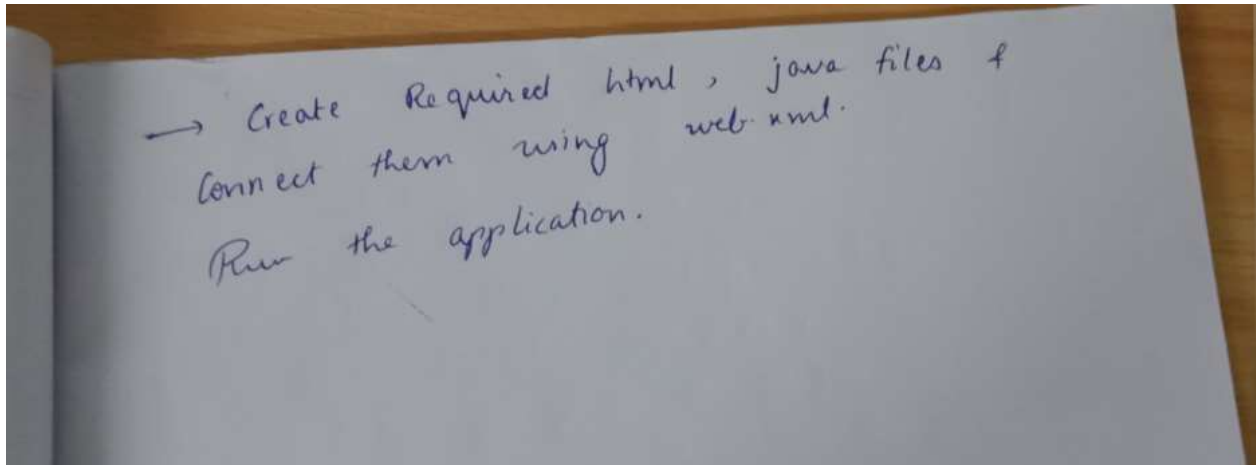 → Create Required html, java files &
Connect them using web.xml.
Run the application.